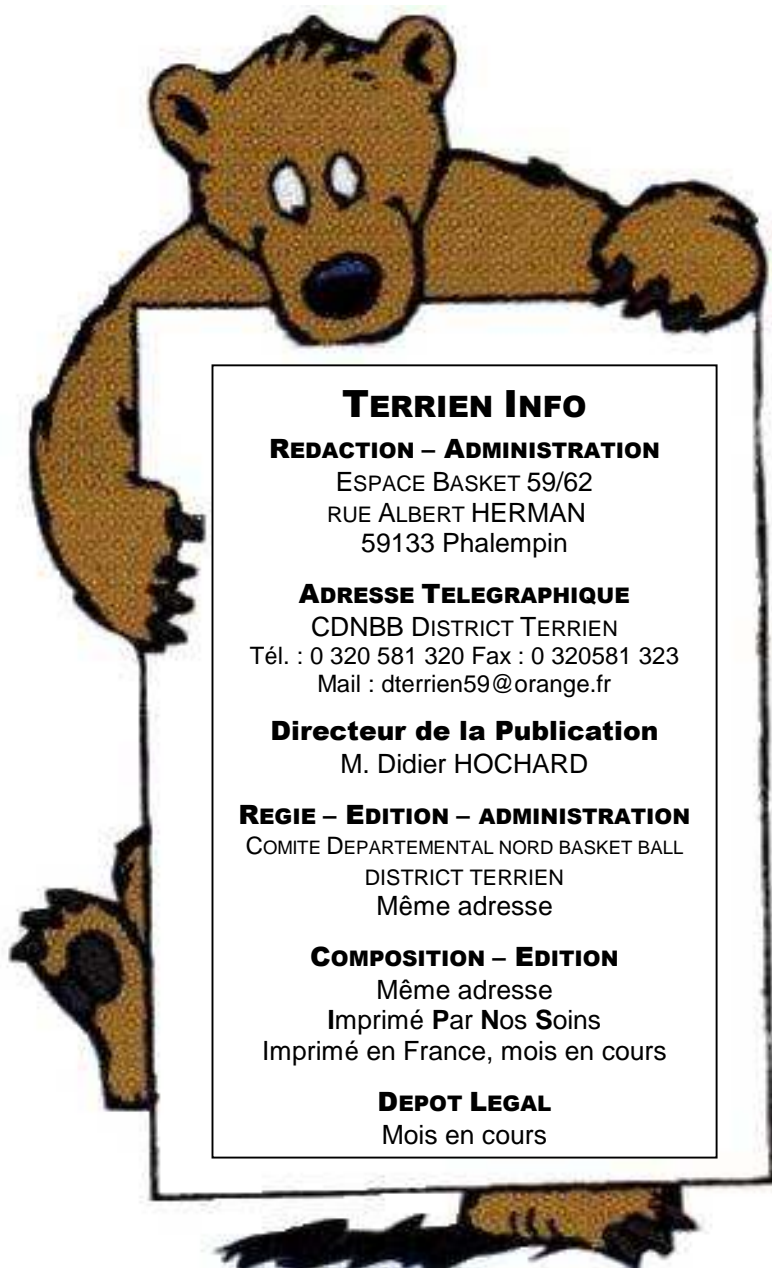 TERRIEN INFO
REDACTION – ADMINISTRATION
ESPACE BASKET 59/62
RUE ALBERT HERMAN
59133 Phalempin
ADRESSE TELEGRAPHIQUE
CDNBB DISTRICT TERRIEN
Tél. : 0 320 581 320 Fax : 0 320581 323
Mail : dterrien59@orange.fr
Directeur de la Publication
M. Didier HOCHARD
REGIE – EDITION – ADMINISTRATION
COMITE DEPARTEMENTAL NORD BASKET BALL
DISTRICT TERRIEN
Même adresse
COMPOSITION – EDITION
Même adresse
Imprimé Par Nos Soins
Imprimé en France, mois en cours
DEPOT LEGAL
Mois en cours